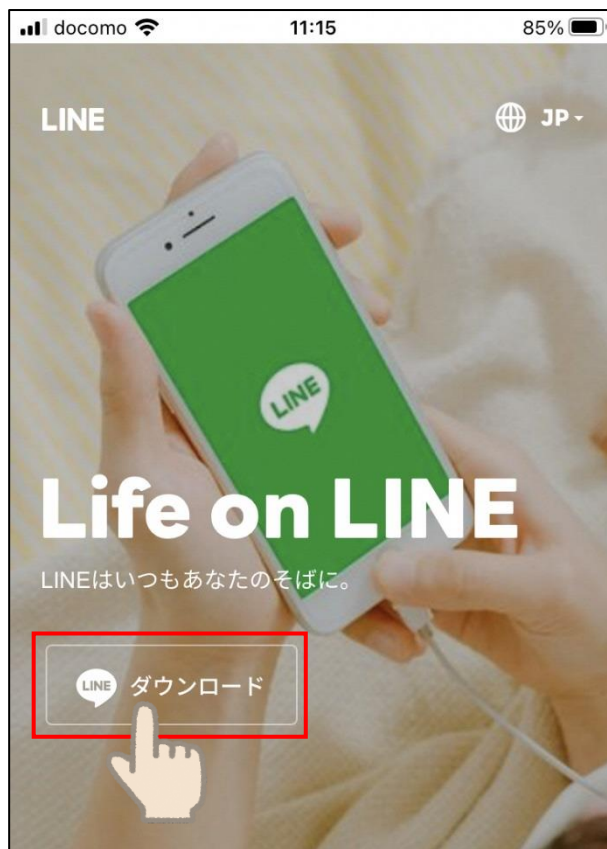 docomo 11:15 85%
LINE JP
LINE
Life on LINE
LINEはいつもあなたのそばに。
LINE ダウンロード